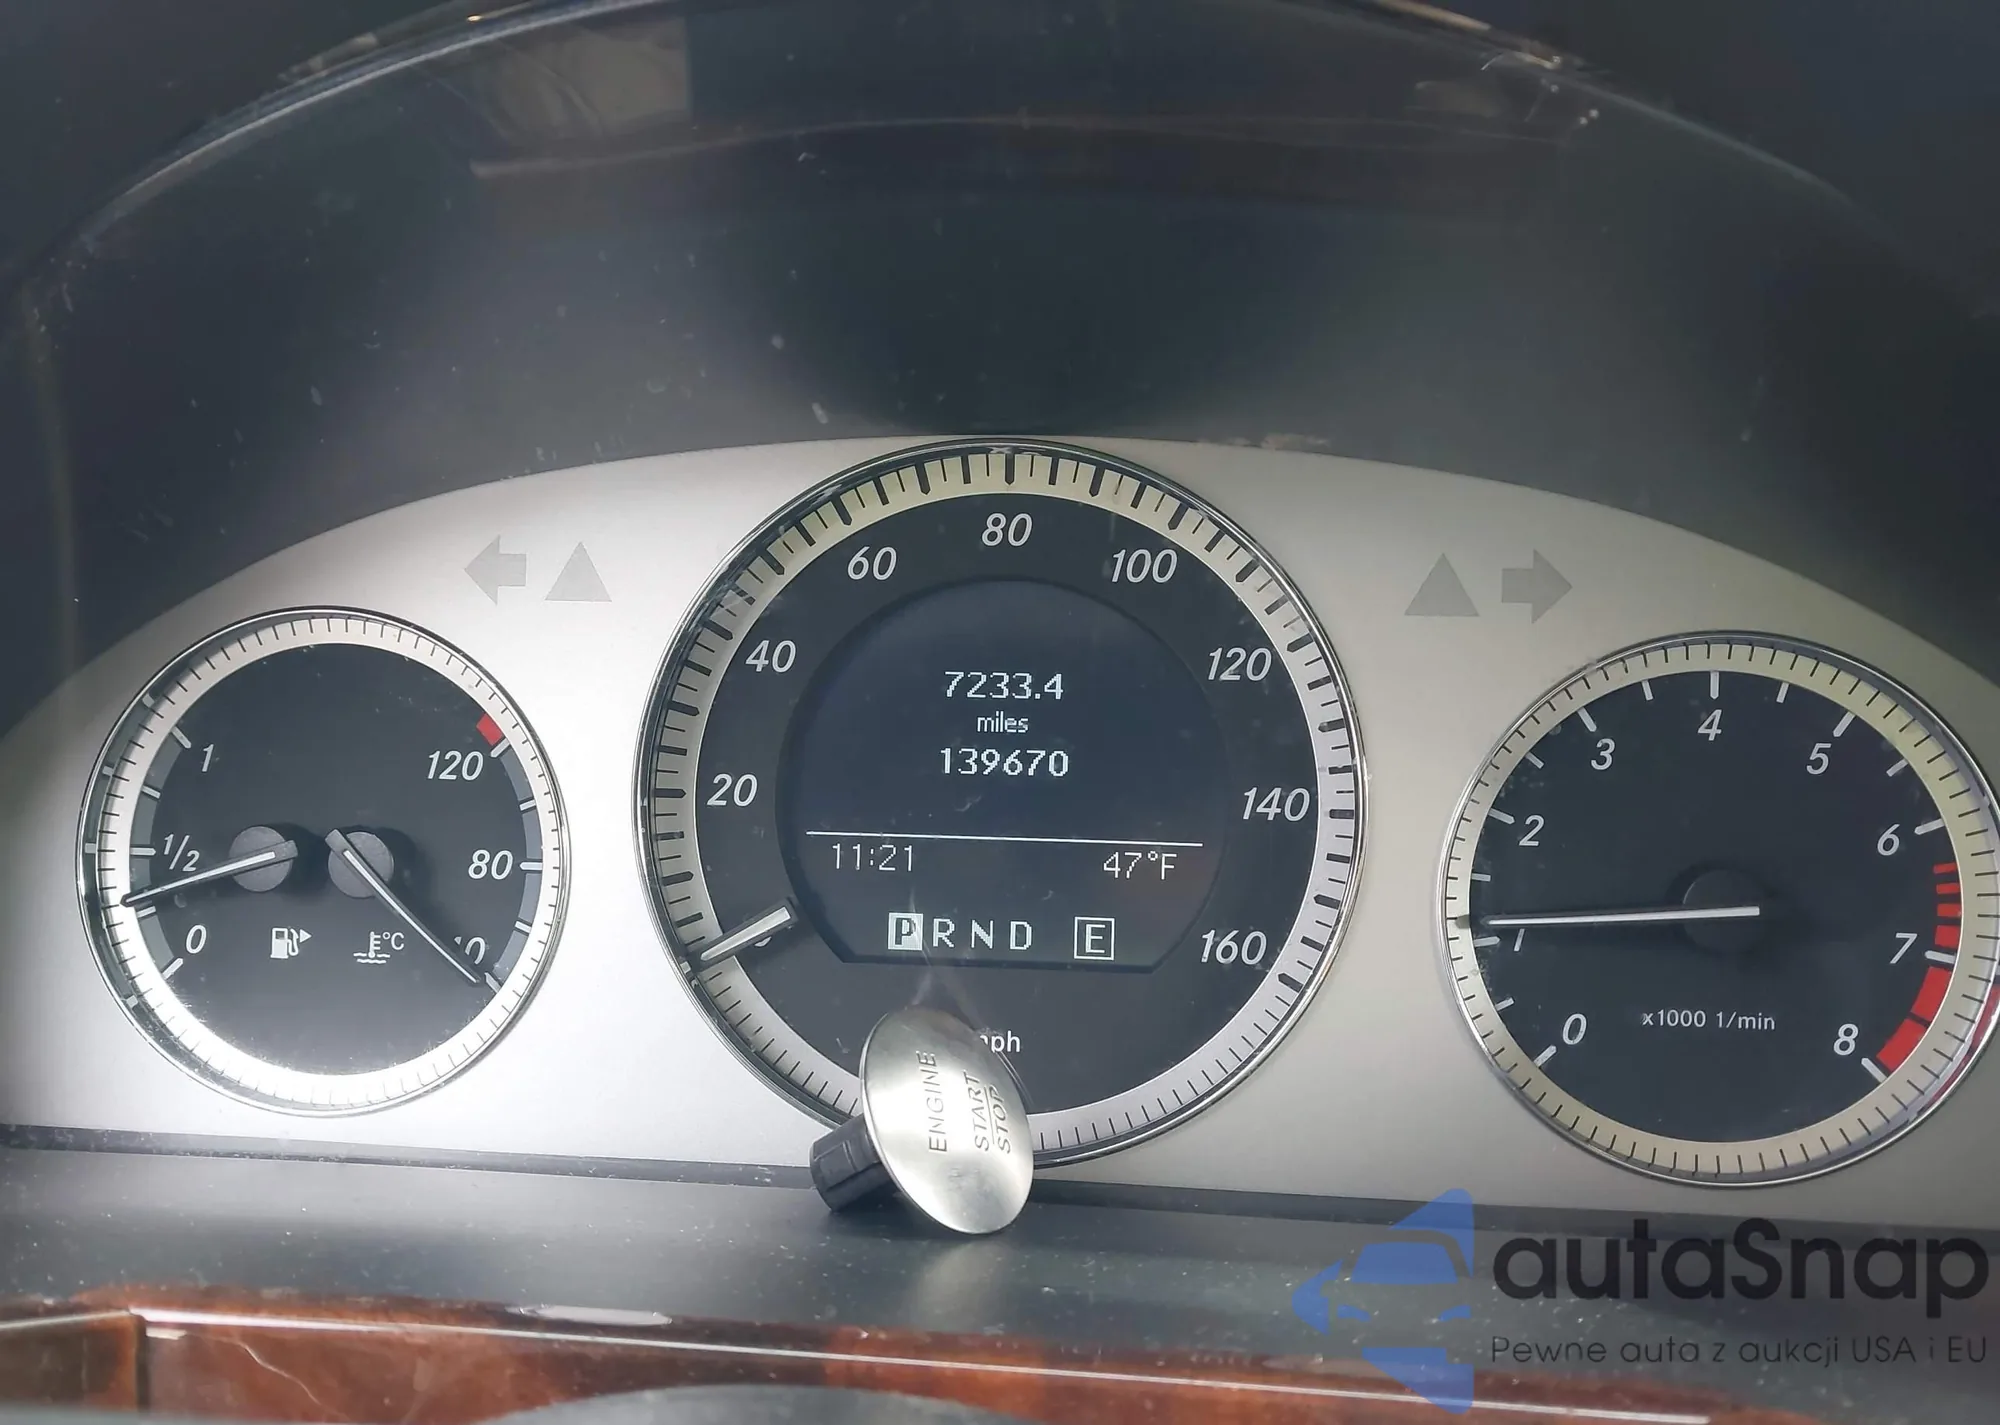 80
60 100
40 120
7233.4
miles
139670
20 140
11:21 47°F
P R N D E
160
mph
1
1/2
0
120
80
°C
0 1 2 3 4 5 6 7 8
x1000 1/min
ENGINE
START
STOP
autaSnap
Pewne auta z aukcji USA i EU